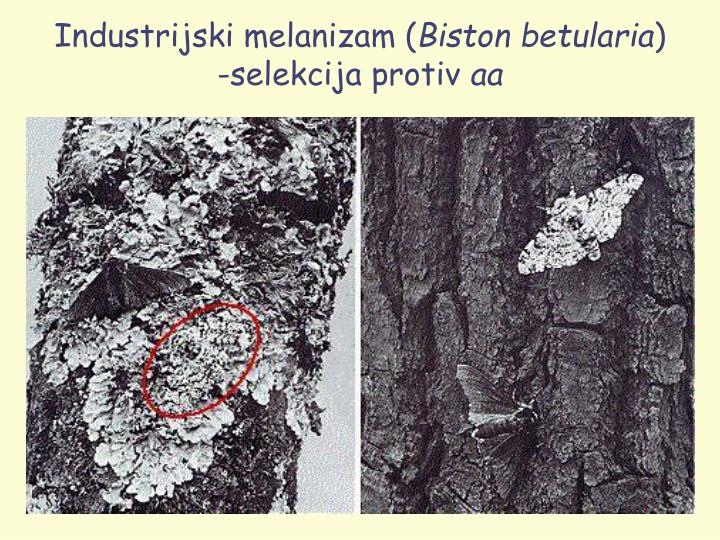 Industrijski melanizam (Biston betularia)
-selekcija protiv aa